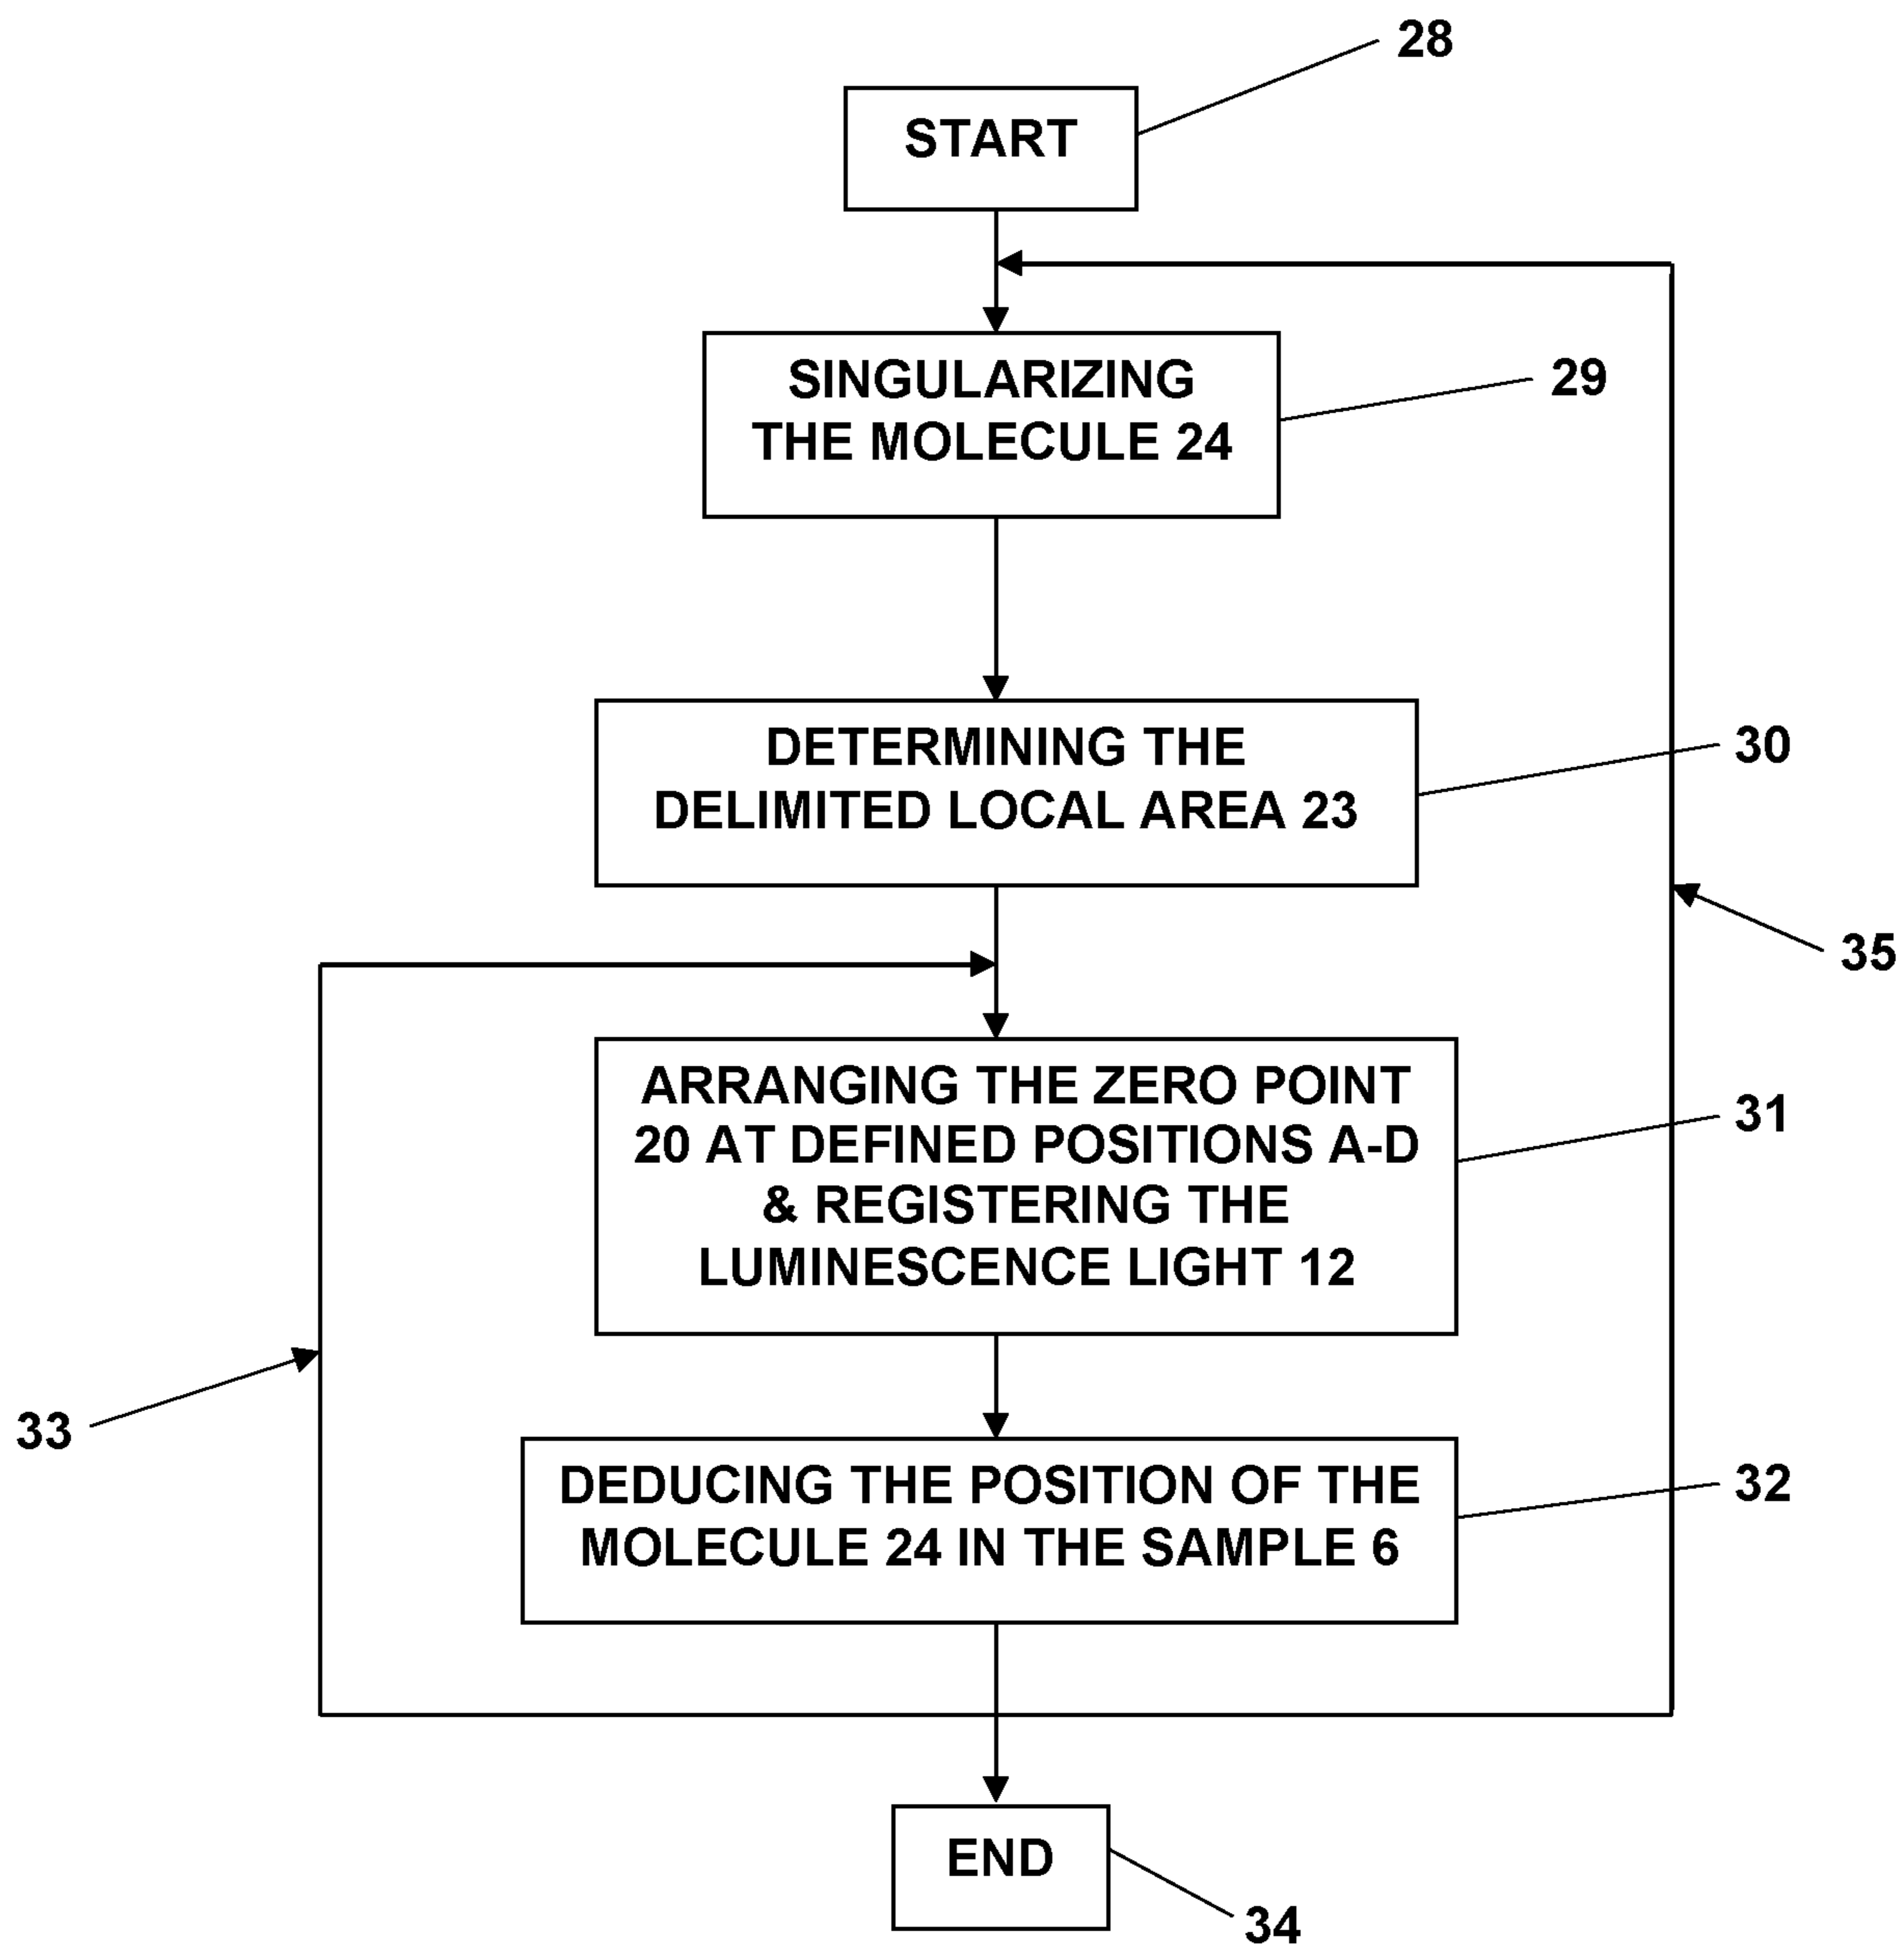 28
START
SINGULARIZING
THE MOLECULE 24
29
DETERMINING THE
DELIMITED LOCAL AREA 23
30
35
ARRANGING THE ZERO POINT
20 AT DEFINED POSITIONS A-D
& REGISTERING THE
LUMINESCENCE LIGHT 12
31
33
DEDUCING THE POSITION OF THE
MOLECULE 24 IN THE SAMPLE 6
32
END
34